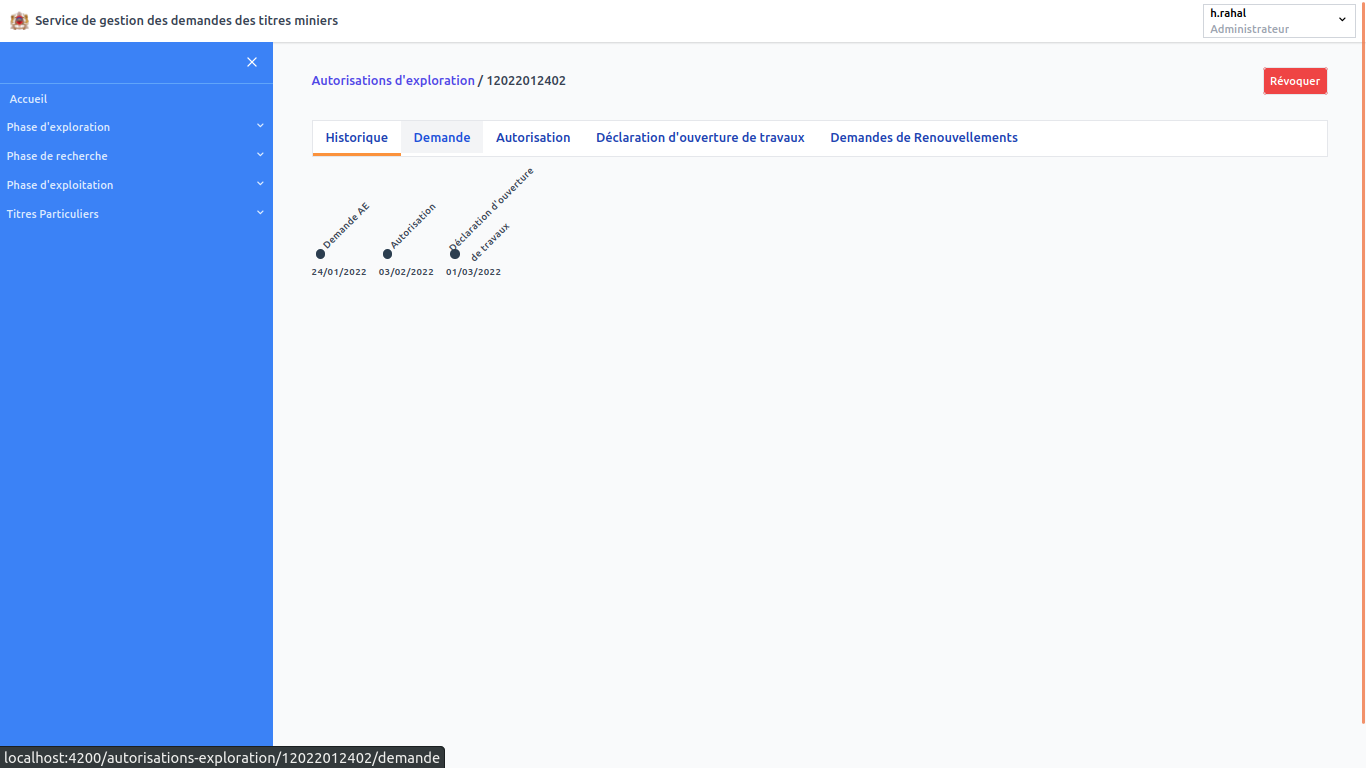 Service de gestion des demandes des titres miniers
h.rahal
Administrateur
Accueil
Phase d'exploration
Phase de recherche
Phase d'exploitation
Titres Particuliers
Autorisations d'exploration / 12022012402
Révoquer
Historique
Demande
Autorisation
Déclaration d'ouverture de travaux
Demandes de Renouvellements
Demande AE
Autorisation
Déclaration d'ouverture
de travaux
24/01/2022
03/02/2022
01/03/2022
localhost:4200/autorisations-exploration/12022012402/demande